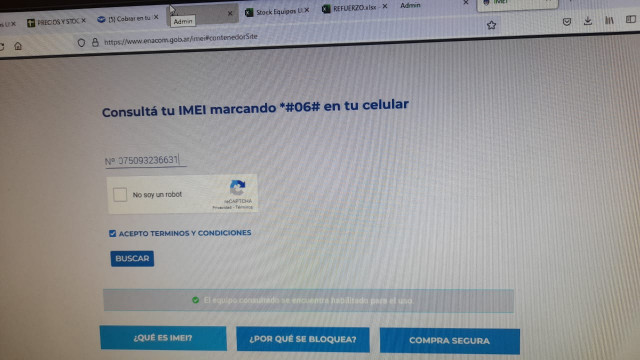 PRECIOS Y STOC
(5) Cobrar en tu
Stock Equipos U
REFUERZO.xlsx -
Admin
IMEI
Admin
https://www.enacom.gob.ar/imei#contenedorSite
Consultá tu IMEI marcando *#06# en tu celular
Nº 075093236631
No soy un robot
reCAPTCHA
Privacidad - Términos
ACEPTO TERMINOS Y CONDICIONES
BUSCAR
El equipo consultado se encuentra habilitado para el uso.
¿QUÉ ES IMEI?
¿POR QUÉ SE BLOQUEA?
COMPRA SEGURA